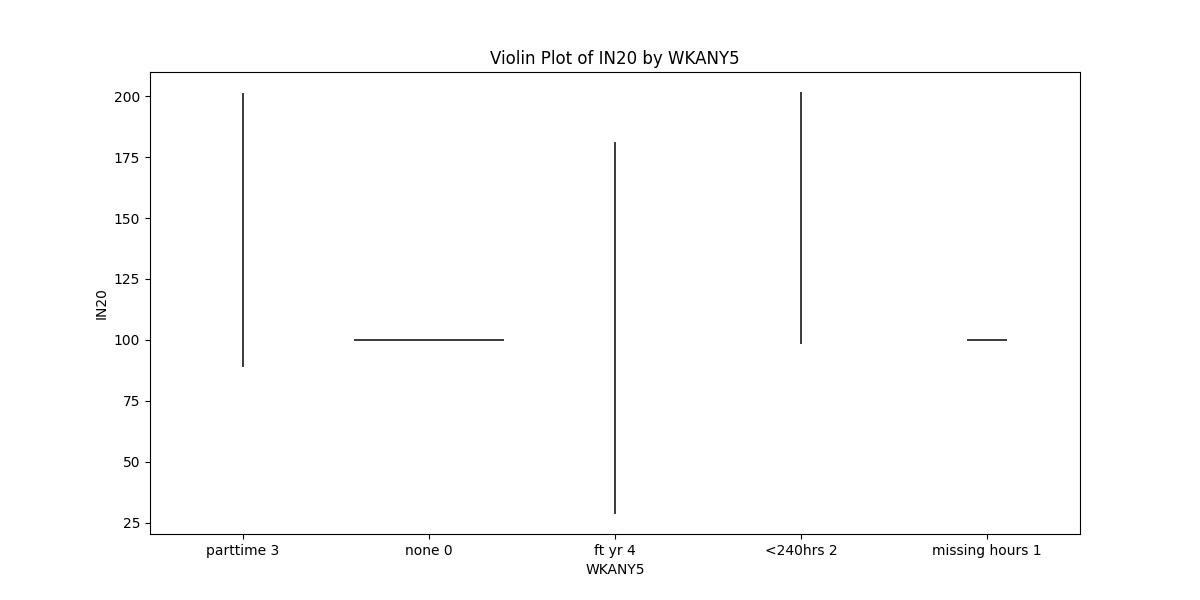 Violin Plot of IN20 by WKANY5
200
175
150
125
100
75
50
25
IN20
parttime 3
none 0
ft yr 4
<240hrs 2
missing hours 1
WKANY5